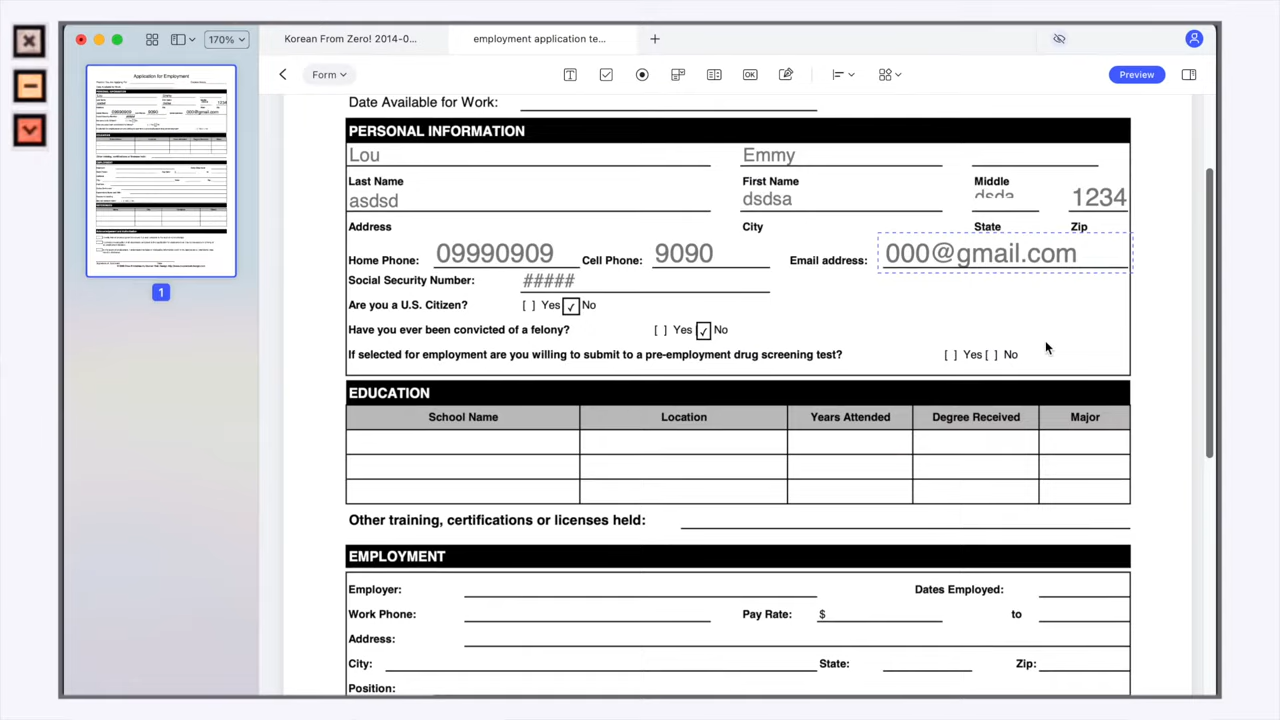 170%
Korean From Zero! 2014-0...
employment application te...
Form
OK
Preview
Application for Employment
1
Date Available for Work:
PERSONAL INFORMATION
Lou Emmy
Last Name First Name Middle
asdsd dsdsa dsda 1234
Address City State Zip
Home Phone: 09990909 Cell Phone: 9090 Email address: 000@gmail.com
Social Security Number: #####
Are you a U.S. Citizen? [ ] Yes ✓ No
Have you ever been convicted of a felony? [ ] Yes ✓ No
If selected for employment are you willing to submit to a pre-employment drug screening test? [ ] Yes [ ] No
EDUCATION
School Name Location Years Attended Degree Received Major
Other training, certifications or licenses held:
EMPLOYMENT
Employer: Dates Employed:
Work Phone: Pay Rate: $ to
Address:
City: State: Zip:
Position: